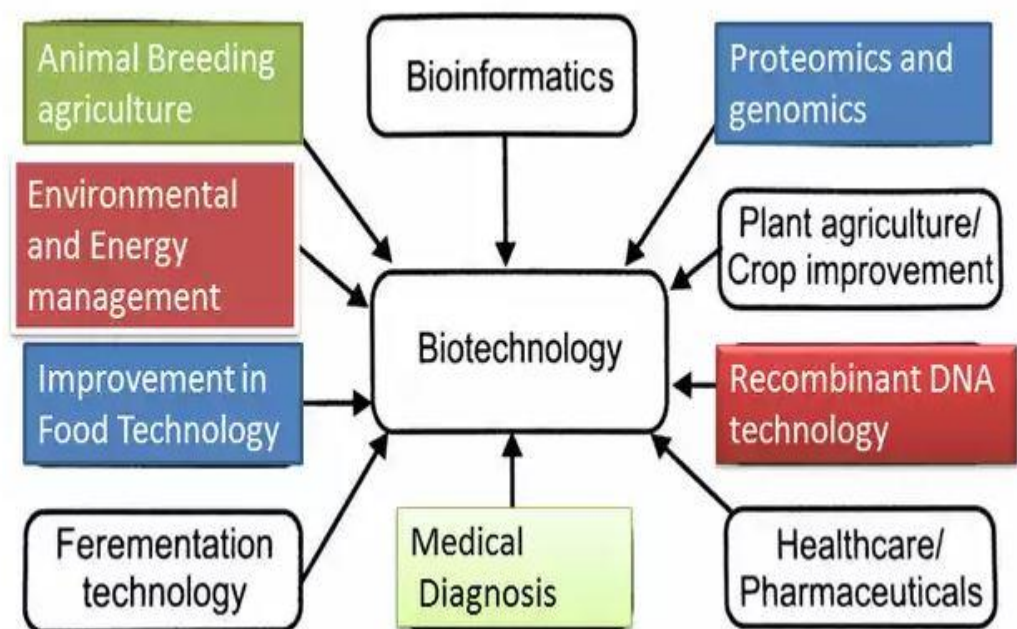 Animal Breeding
agriculture
Bioinformatics
Proteomics and
genomics
Environmental
and Energy
management
Plant agriculture/
Crop improvement
Biotechnology
Improvement in
Food Technology
Recombinant DNA
technology
Ferementation
technology
Medical
Diagnosis
Healthcare/
Pharmaceuticals